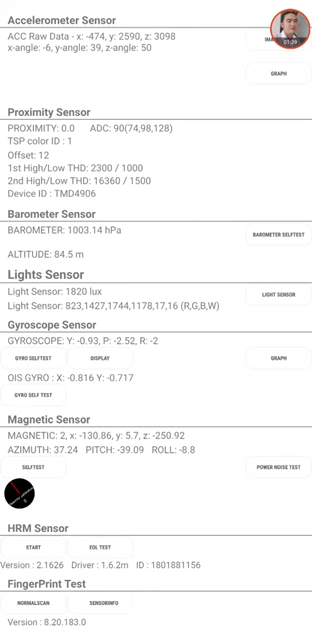 Accelerometer Sensor
ACC Raw Data - x: -474, y: 2590, z: 3098
x-angle: -6, y-angle: 39, z-angle: 50
01:39
GRAPH
Proximity Sensor
PROXIMITY: 0.0 ADC: 90(74,98,128)
TSP color ID : 1
Offset: 12
1st High/Low THD: 2300 / 1000
2nd High/Low THD: 16360 / 1500
Device ID : TMD4906
Barometer Sensor
BAROMETER: 1003.14 hPa
BAROMETER SELFTEST
ALTITUDE: 84.5 m
Lights Sensor
Light Sensor: 1820 lux
LIGHT SENSOR
Light Sensor: 823,1427,1744,1178,17,16 (R,G,B,W)
Gyroscope Sensor
GYROSCOPE: Y: -0.93, P: -2.52, R: -2
GYRO SELFTEST DISPLAY GRAPH
OIS GYRO : X: -0.816 Y: -0.717
GYRO SELF TEST
Magnetic Sensor
MAGNETIC: 2, x: -130.86, y: 5.7, z: -250.92
AZIMUTH: 37.24 PITCH: -39.09 ROLL: -8.8
SELFTEST POWER NOISE TEST
HRM Sensor
START EOL TEST
Version : 2.1626 Driver : 1.6.2m ID : 1801881156
FingerPrint Test
NORMALSCAN SENSORINFO
Version : 8.20.183.0